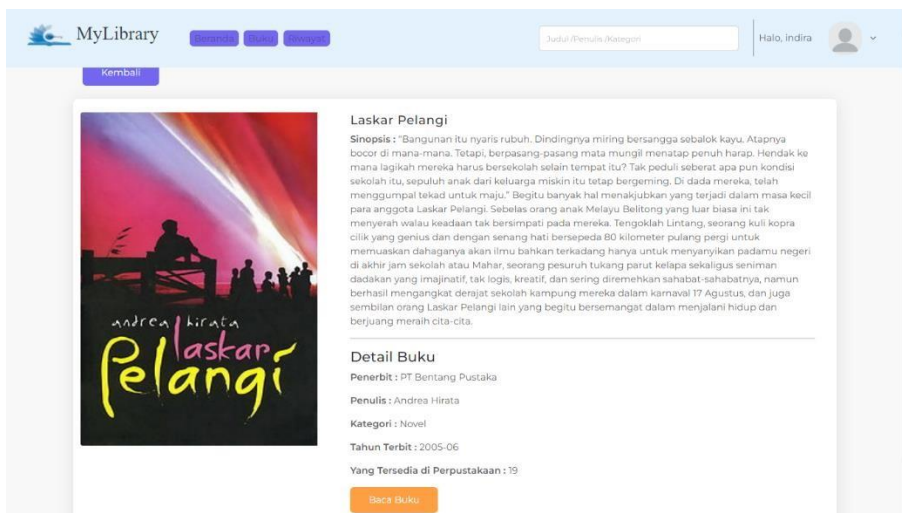 MyLibrary
Beranda Buku Riwayat
Judul/Penulis/Kategori
Halo, indira
Kembali
Laskar Pelangi
Sinopsis : "Bangunan itu nyaris rubuh. Dindingnya miring bersangga sebalok kayu. Atapnya
bocor di mana-mana. Tetapi, berpasang-pasang mata mungil menatap penuh harap. Hendak ke
mana lagikah mereka harus bersekolah selain tempat itu? Tak peduli seberat apa pun kondisi
sekolah itu, sepuluh anak dari keluarga miskin itu tetap bergeming. Di dada mereka, telah
menggumpal tekad untuk maju." Begitu banyak hal menakjubkan yang terjadi dalam masa kecil
para anggota Laskar Pelangi. Sebelas orang anak Melayu Belitong yang luar biasa ini tak
menyerah walau keadaan tak bersimpati pada mereka. Tengoklah Lintang, seorang kuli kopra
cilik yang genius dan dengan senang hati bersepeda 80 kilometer pulang pergi untuk
memuaskan dahaganya akan ilmu bahkan terkadang hanya untuk menyanyikan padamu negeri
di akhir jam sekolah atau Mahar, seorang pesuruh tukang parut kelapa sekaligus seniman
dadakan yang imajinatif, tak logis, kreatif, dan sering diremehkan sahabat-sahabatnya, namun
berhasil mengangkat derajat sekolah kampung mereka dalam karnaval 17 Agustus, dan juga
sembilan orang Laskar Pelangi lain yang begitu bersemangat dalam menjalani hidup dan
berjuang meraih cita-cita.
andrea hirata
laskar
Pelangi
Detail Buku
Penerbit : PT Bentang Pustaka
Penulis : Andrea Hirata
Kategori : Novel
Tahun Terbit : 2005-06
Yang Tersedia di Perpustakaan : 19
Baca Buku